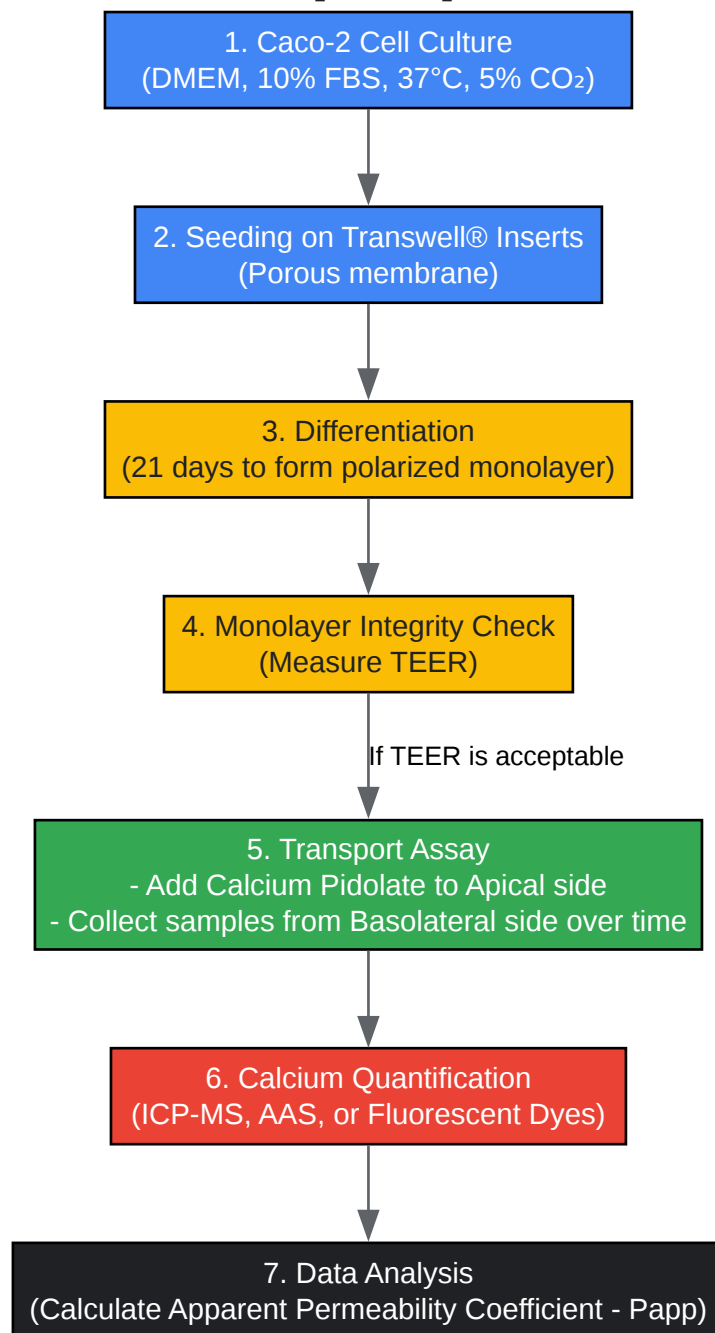 1. Caco-2 Cell Culture
(DMEM, 10% FBS, 37°C, 5% CO₂)
2. Seeding on Transwell® Inserts
(Porous membrane)
3. Differentiation
(21 days to form polarized monolayer)
4. Monolayer Integrity Check
(Measure TEER)
If TEER is acceptable
5. Transport Assay
- Add Calcium Pidolate to Apical side
- Collect samples from Basolateral side over time
6. Calcium Quantification
(ICP-MS, AAS, or Fluorescent Dyes)
7. Data Analysis
(Calculate Apparent Permeability Coefficient - Papp)